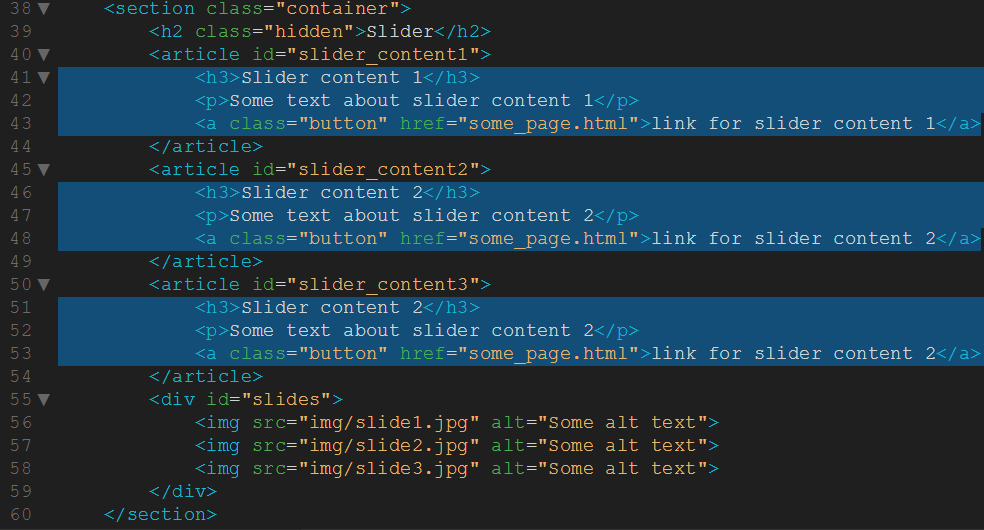 38 ▼ <section class="container">
39 <h2 class="hidden">Slider</h2>
40 ▼ <article id="slider_content1">
41 ▼ <h3>Slider content 1</h3>
42 <p>Some text about slider content 1</p>
43 <a class="button" href="some_page.html">link for slider content 1</a>
44 </article>
45 ▼ <article id="slider_content2">
46 <h3>Slider content 2</h3>
47 <p>Some text about slider content 2</p>
48 <a class="button" href="some_page.html">link for slider content 2</a>
49 </article>
50 ▼ <article id="slider_content3">
51 <h3>Slider content 2</h3>
52 <p>Some text about slider content 2</p>
53 <a class="button" href="some_page.html">link for slider content 2</a>
54 </article>
55 ▼ <div id="slides">
56 <img src="img/slide1.jpg" alt="Some alt text">
57 <img src="img/slide2.jpg" alt="Some alt text">
58 <img src="img/slide3.jpg" alt="Some alt text">
59 </div>
60 </section>